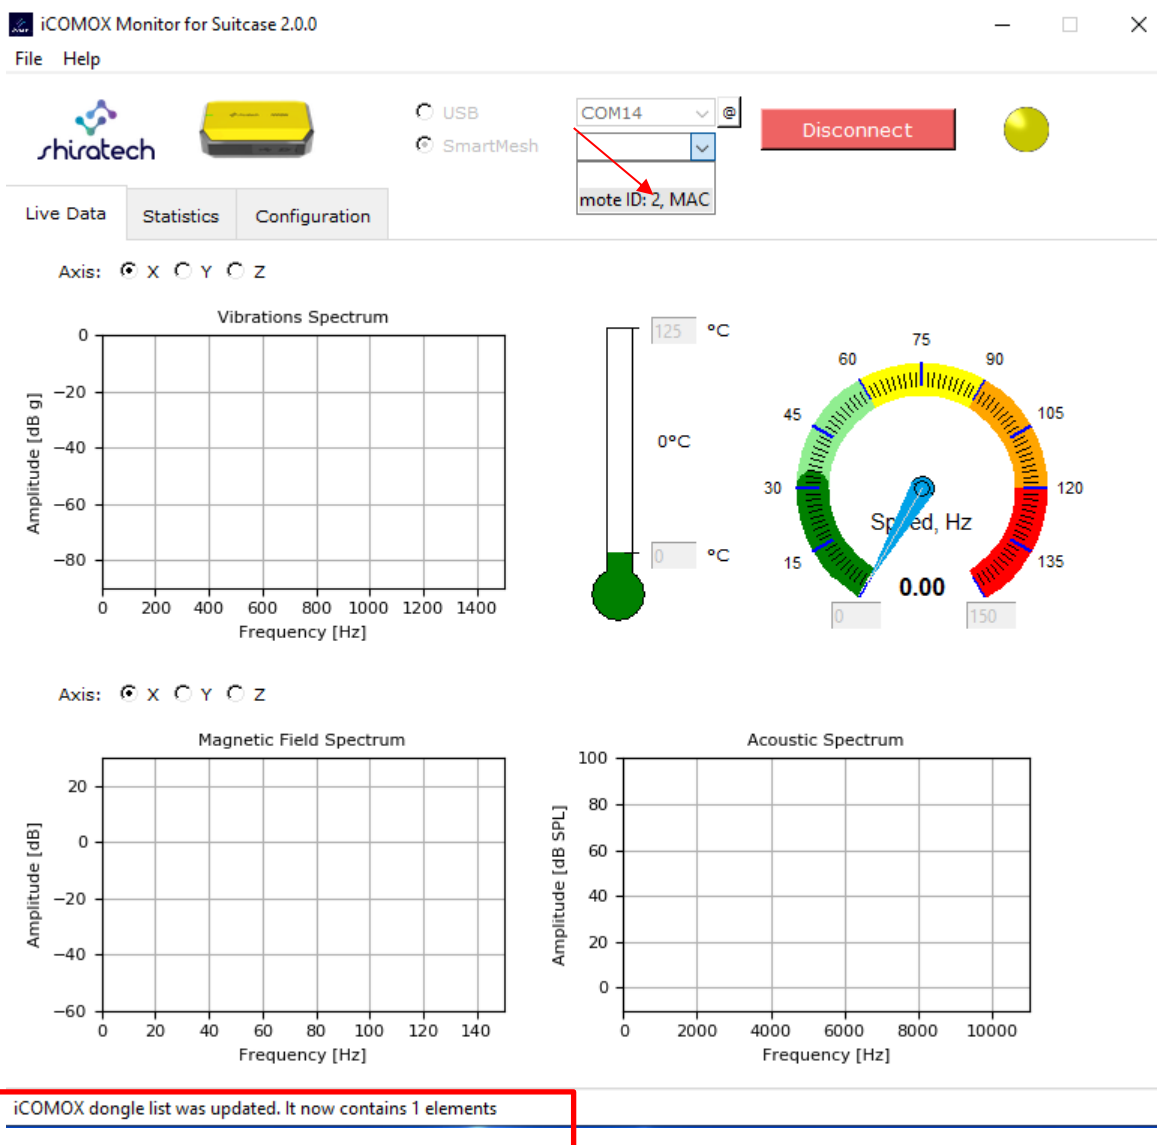 iCOMOX Monitor for Suitcase 2.0.0
File Help
shiratech
USB
SmartMesh
COM14
@
mote ID: 2, MAC
Disconnect
Live Data
Statistics
Configuration
Axis: X Y Z
Vibrations Spectrum
0
−20
−40
−60
−80
Amplitude [dB g]
0 200 400 600 800 1000 1200 1400
Frequency [Hz]
125 °C
0°C
0 °C
0
15
30
45
60
75
90
105
120
135
150
Speed, Hz
0.00
Axis: X Y Z
Magnetic Field Spectrum
20
0
−20
−40
−60
Amplitude [dB]
0 20 40 60 80 100 120 140
Frequency [Hz]
Acoustic Spectrum
100
80
60
40
20
0
Amplitude [dB SPL]
0 2000 4000 6000 8000 10000
Frequency [Hz]
iCOMOX dongle list was updated. It now contains 1 elements